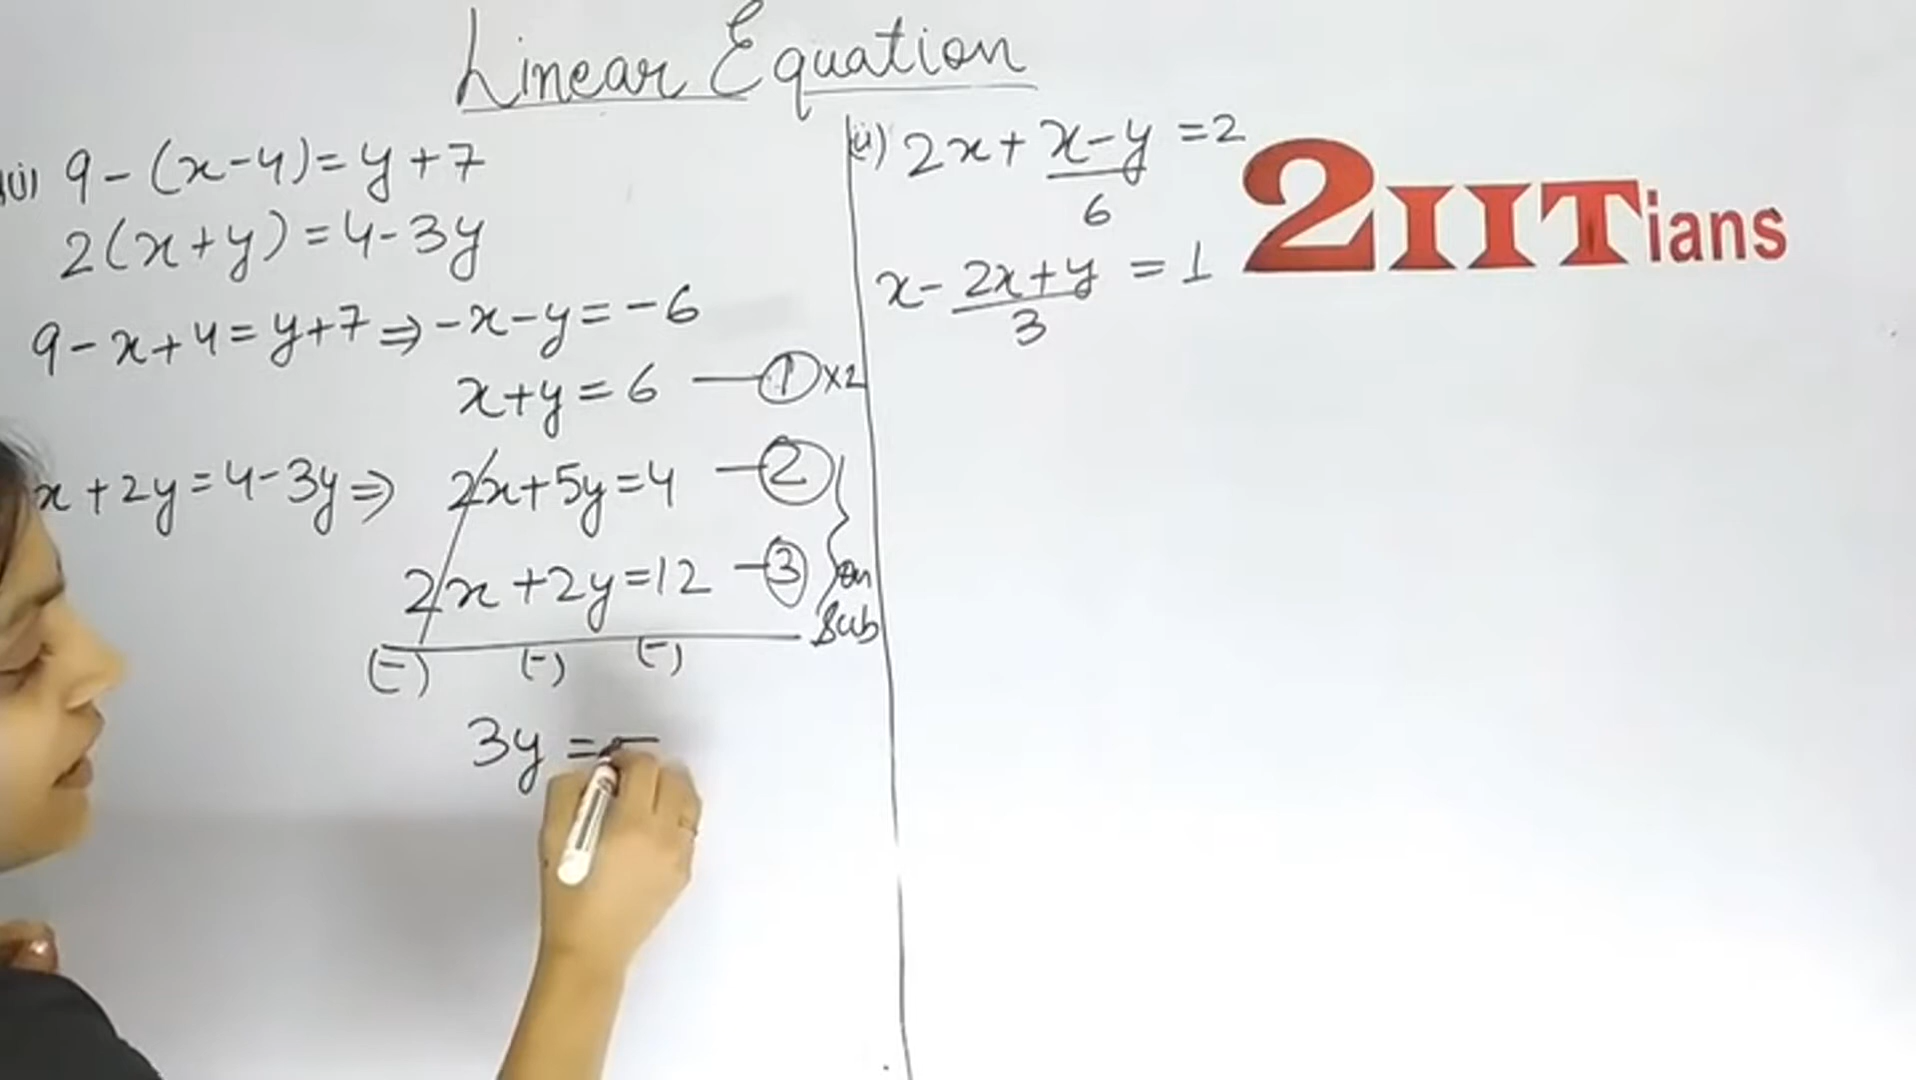 Linear Equation
9-(x-4)=y+7
2(x+y)=4-3y
9-x+4=y+7⇒-x-y=-6
x+y=6 —① ×2
x+2y=4-3y⇒ 2x+5y=4 —②
2x+2y=12 —③ on
Sub
(-) (-) (-)
3y=-
ii) 2x+x-y/6=2
x-2x+y/3=1
2IITians